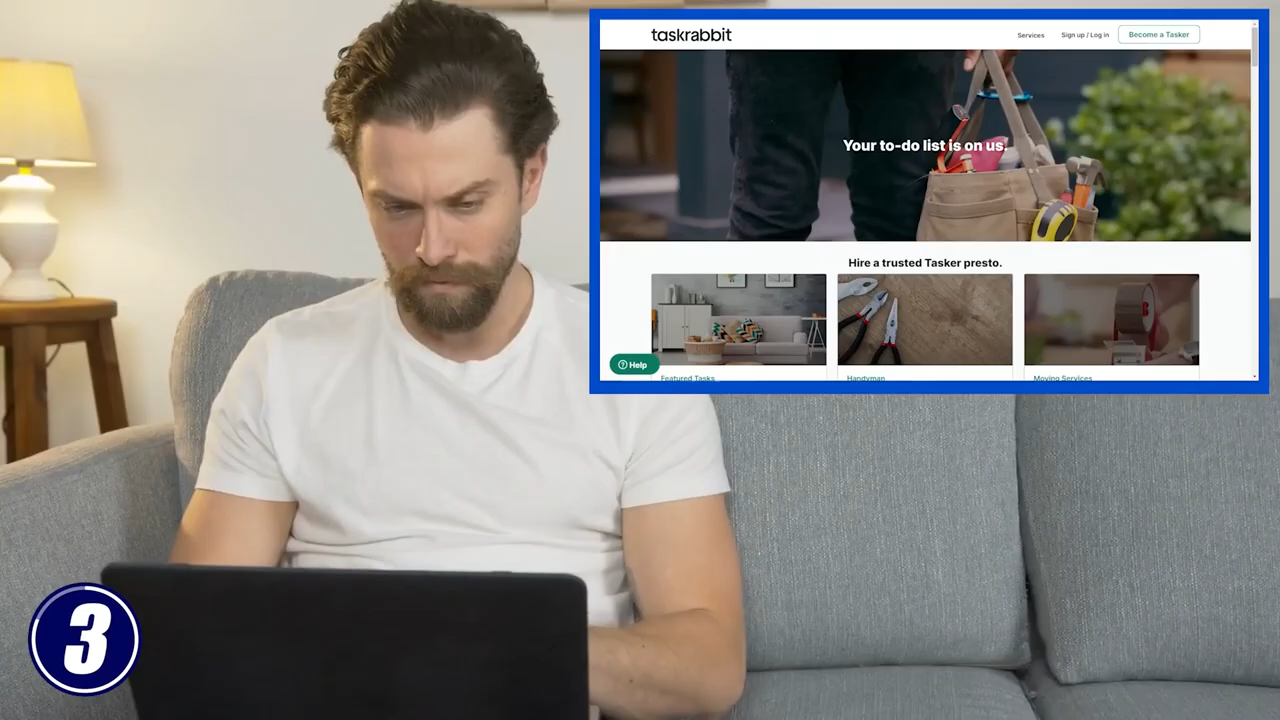 taskrabbit
Services Sign up / Log in Become a Tasker
Your to-do list is on us.
Hire a trusted Tasker presto.
Help
Featured Tasks Handyman Moving Services
3